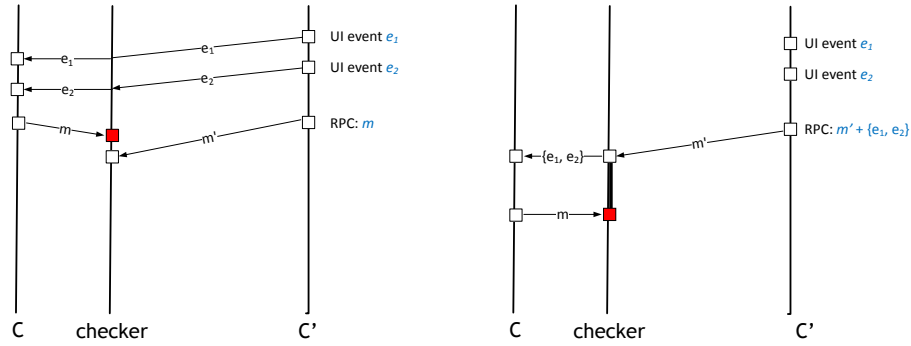 UI event e₁
e₁
UI event e₂
e₂
e₁
e₂
m
m'
RPC: m
C
checker
C'
UI event e₁
UI event e₂
RPC: m′ + {e₁, e₂}
m'
{e₁, e₂}
m
C
checker
C'